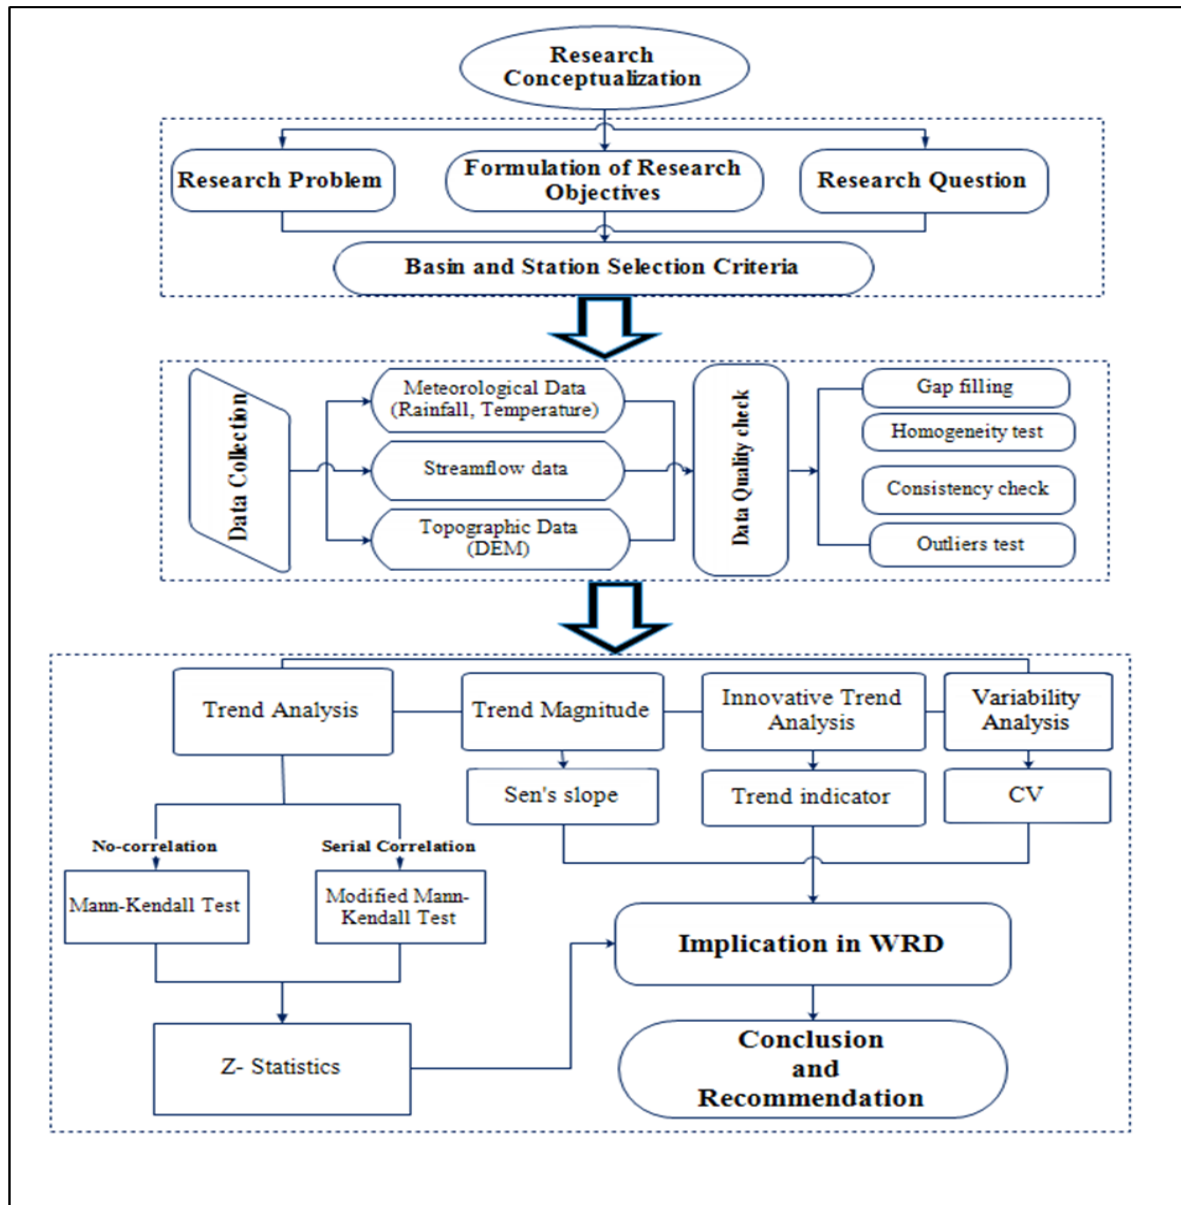 Research
Conceptualization
Research Problem
Formulation of Research
Objectives
Research Question
Basin and Station Selection Criteria
Data Collection
Meteorological Data
(Rainfall, Temperature)
Streamflow data
Topographic Data
(DEM)
Data Quality check
Gap filling
Homogeneity test
Consistency check
Outliers test
Trend Analysis
Trend Magnitude
Innovative Trend
Analysis
Variability
Analysis
Sen's slope
Trend indicator
CV
No-correlation
Serial Correlation
Mann-Kendall Test
Modified Mann-
Kendall Test
Z- Statistics
Implication in WRD
Conclusion
and
Recommendation